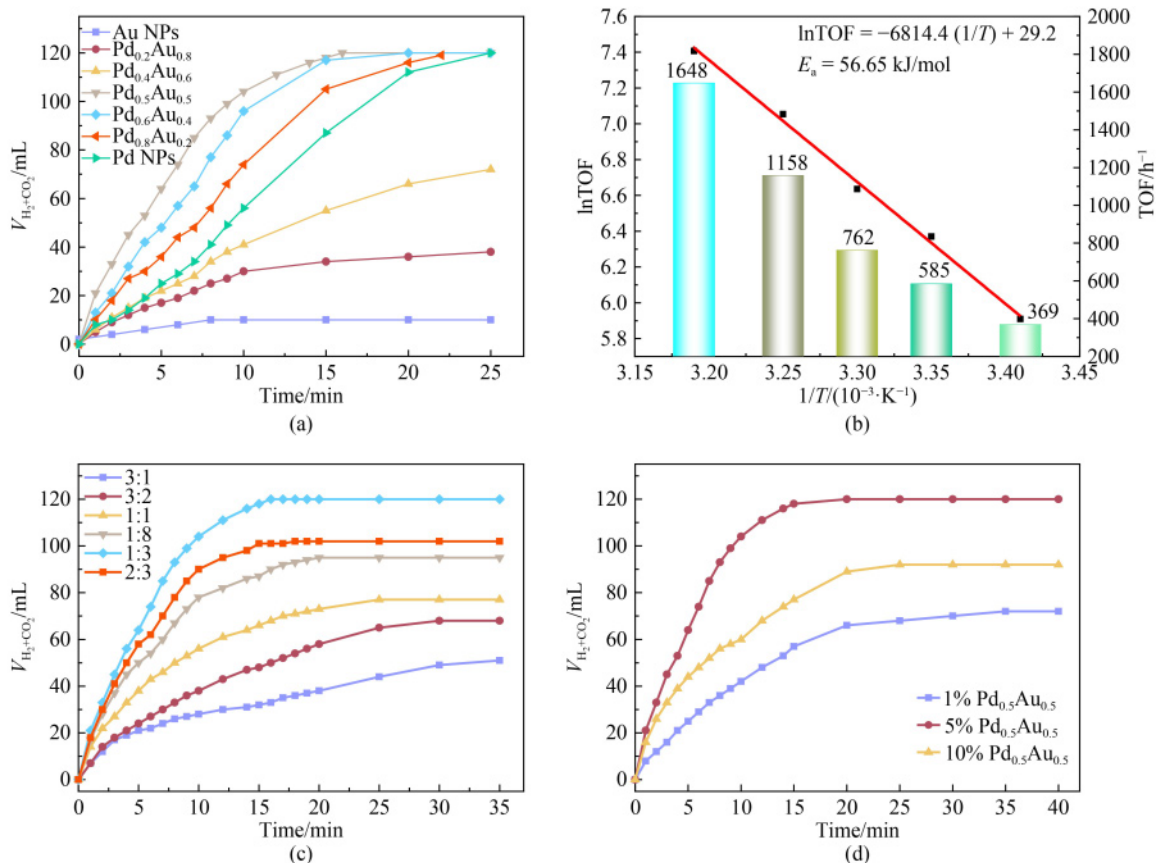 Au NPs
Pd0.2Au0.8
Pd0.4Au0.6
Pd0.5Au0.5
Pd0.6Au0.4
Pd0.8Au0.2
Pd NPs
VH2+CO2/mL
120
100
80
60
40
20
0
0 5 10 15 20 25
Time/min
(a)
lnTOF = −6814.4 (1/T) + 29.2
Ea = 56.65 kJ/mol
lnTOF
7.6
7.4
7.2
7.0
6.8
6.6
6.4
6.2
6.0
5.8
1648
1158
762
585
369
2000
1800
1600
1400
1200
1000
800
600
400
200
TOF/h−1
3.15 3.20 3.25 3.30 3.35 3.40 3.45
1/T/(10−3·K−1)
(b)
3:1
3:2
1:1
1:8
1:3
2:3
VH2+CO2/mL
120
100
80
60
40
20
0
0 5 10 15 20 25 30 35
Time/min
(c)
VH2+CO2/mL
120
100
80
60
40
20
0
1% Pd0.5Au0.5
5% Pd0.5Au0.5
10% Pd0.5Au0.5
0 5 10 15 20 25 30 35 40
Time/min
(d)